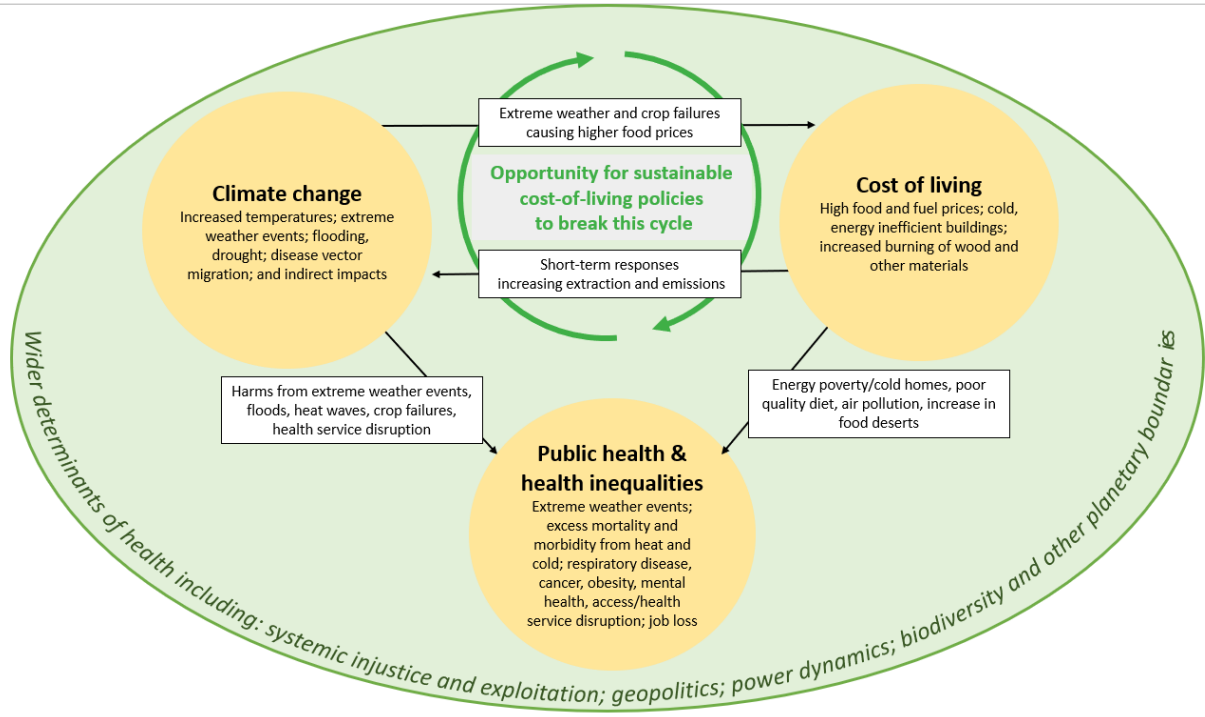 Extreme weather and crop failures
causing higher food prices
Climate change
Increased temperatures; extreme
weather events; flooding,
drought; disease vector
migration; and indirect impacts
Opportunity for sustainable
cost-of-living policies
to break this cycle
Cost of living
High food and fuel prices; cold,
energy inefficient buildings;
increased burning of wood and
other materials
Short-term responses
increasing extraction and emissions
Harms from extreme weather events,
floods, heat waves, crop failures,
health service disruption
Energy poverty/cold homes, poor
quality diet, air pollution, increase in
food deserts
Public health &
health inequalities
Extreme weather events;
excess mortality and
morbidity from heat and
cold; respiratory disease,
cancer, obesity, mental
health, access/health
service disruption; job loss
Wider determinants of health including: systemic injustice and exploitation; geopolitics; power dynamics; biodiversity and other planetary boundar ies